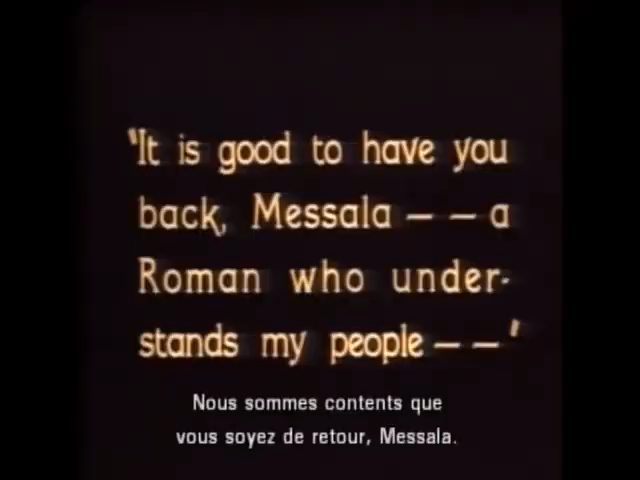 'It is good to have you
back, Messala — — a
Roman who under-
stands my people — — '
Nous sommes contents que
vous soyez de retour, Messala.